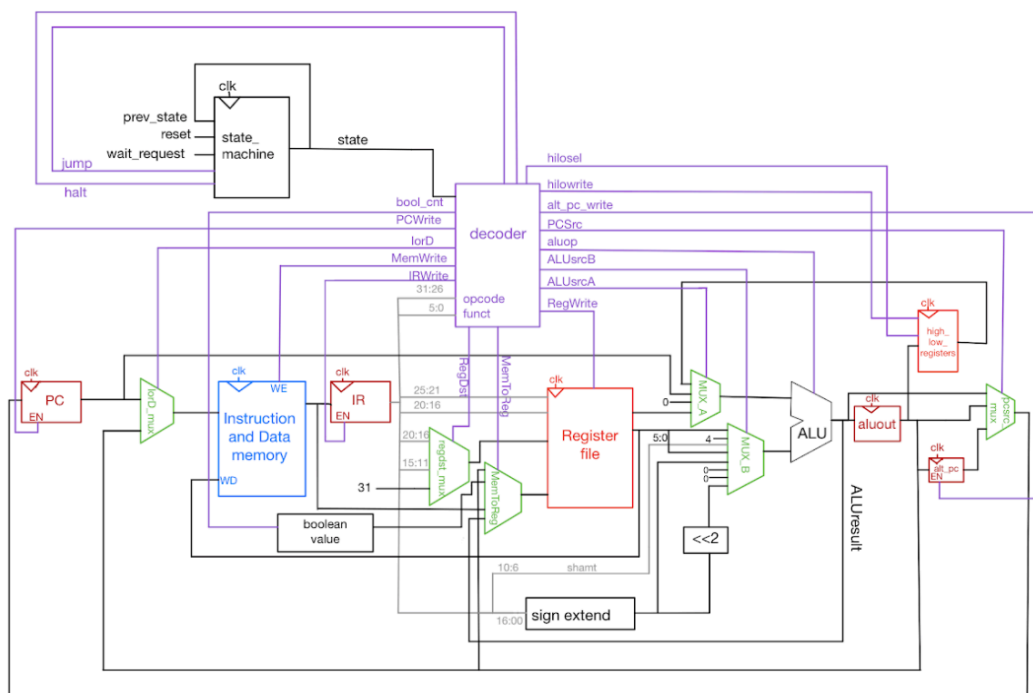 clk
prev_state
reset
wait_request
jump
halt
state_
machine
state
bool_cnt
PCWrite
IorD
MemWrite
IRWrite
31:26
5:0
decoder
opcode
funct
hilosel
hilowrite
alt_pc_write
PCSrc
aluop
ALUsrcB
ALUsrcA
RegWrite
RegDst
MemToReg
clk
PC
EN
IorD_mux
clk
WE
Instruction
and Data
memory
WD
clk
IR
EN
25:21
20:16
20:16
15:11
31
regdst_mux
MemToReg
boolean
value
clk
Register
file
0
MUX_A
5:0
4
0
0
MUX_B
<<2
10:6
shamt
16:00
sign extend
ALU
ALUresult
clk
aluout
clk
high_
low_
registers
clk
alt_pc
EN
pcsrc_
mux